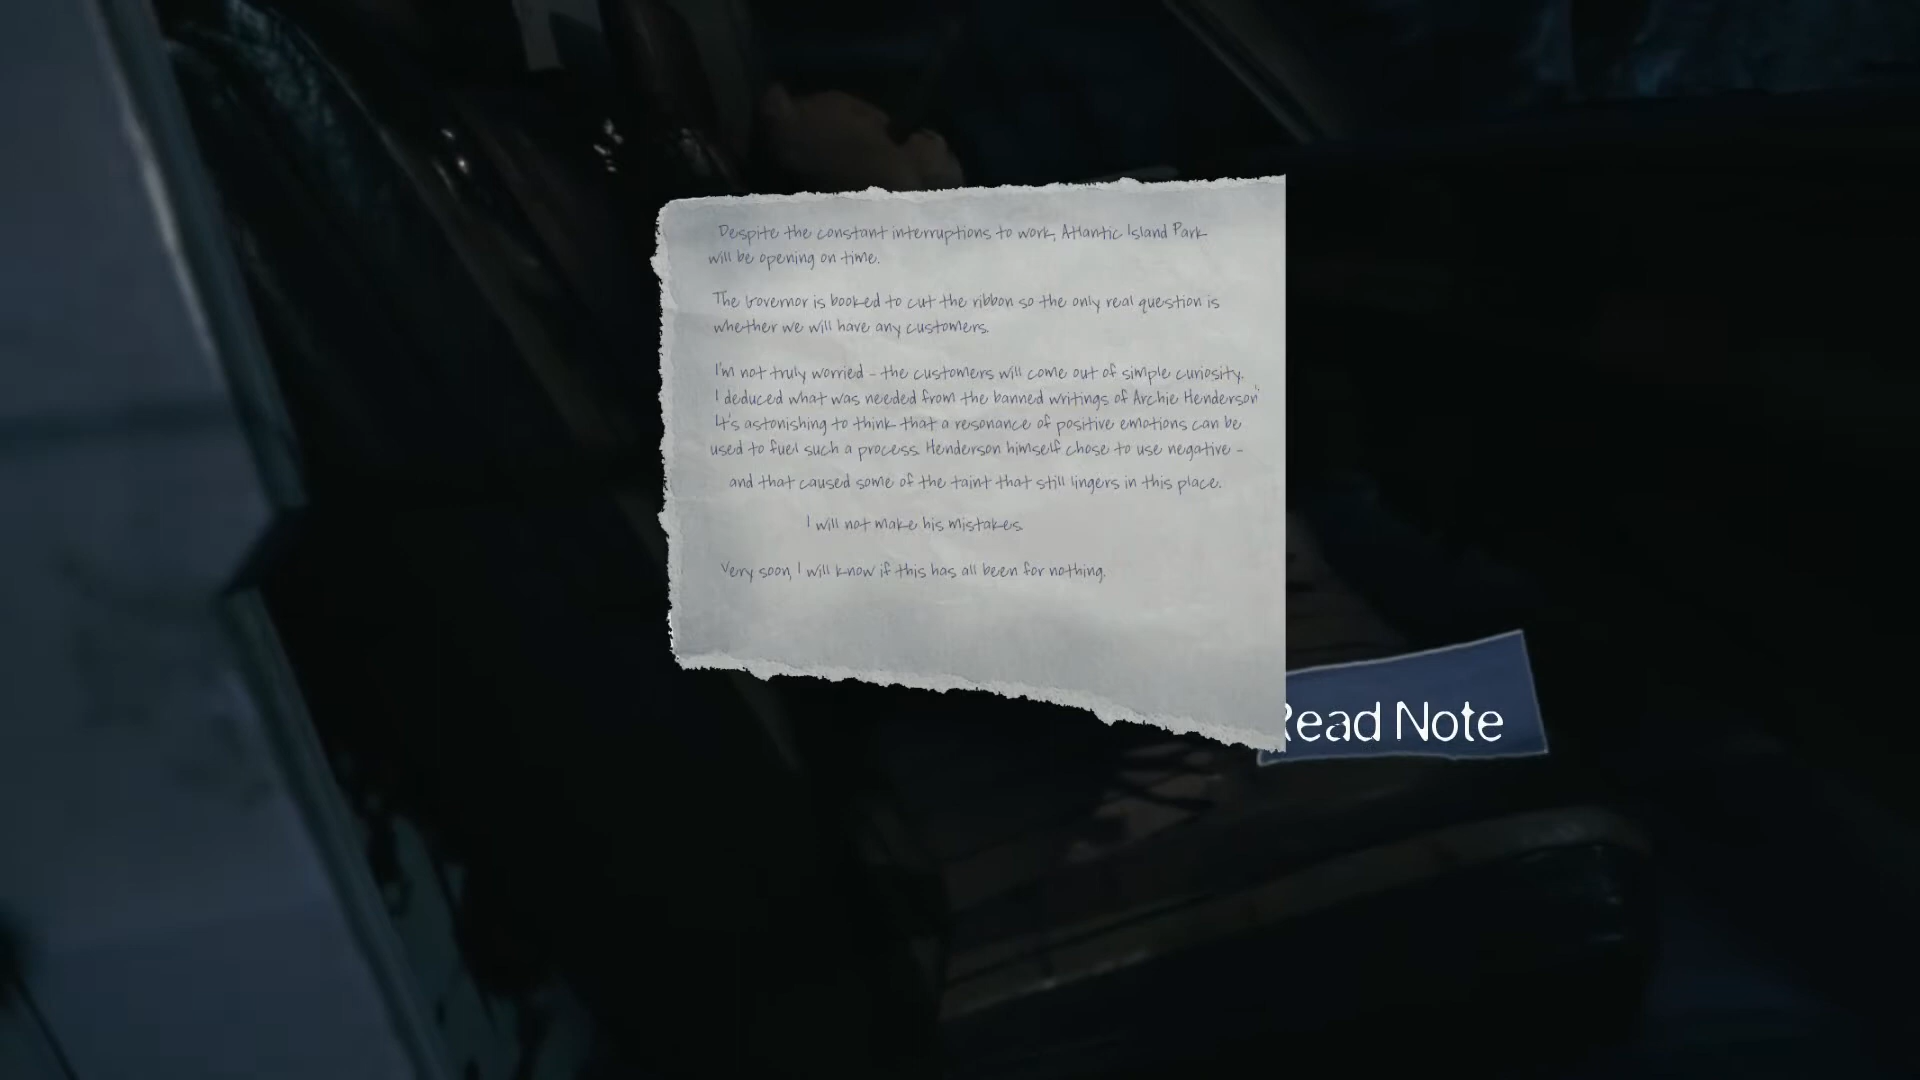 Despite the constant interruptions to work, Atlantic Island Park
will be opening on time.
The Governor is booked to cut the ribbon so the only real question is
whether we will have any customers.
I'm not truly worried - the customers will come out of simple curiosity.
I deduced what was needed from the banned writings of Archie Henderson
It's astonishing to think that a resonance of positive emotions can be
used to fuel such a process. Henderson himself chose to use negative -
and that caused some of the taint that still lingers in this place.
I will not make his mistakes.
Very soon, I will know if this has all been for nothing.
Read Note